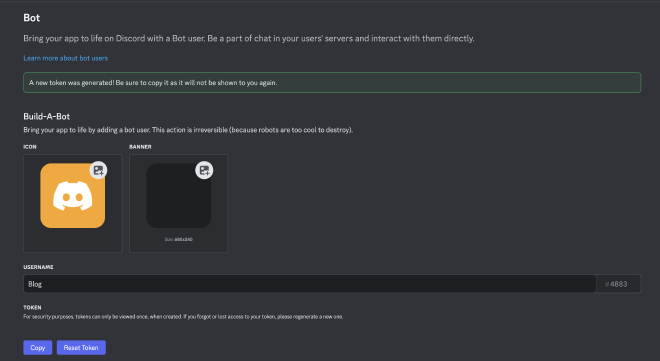 Bot
Bring your app to life on Discord with a Bot user. Be a part of chat in your users' servers and interact with them directly.
Learn more about bot users
A new token was generated! Be sure to copy it as it will not be shown to you again.
Build-A-Bot
Bring your app to life by adding a bot user. This action is irreversible (because robots are too cool to destroy).
ICON
BANNER
Size: 680x240
USERNAME
Blog
#4883
TOKEN
For security purposes, tokens can only be viewed once, when created. If you forgot or lost access to your token, please regenerate a new one.
Copy
Reset Token